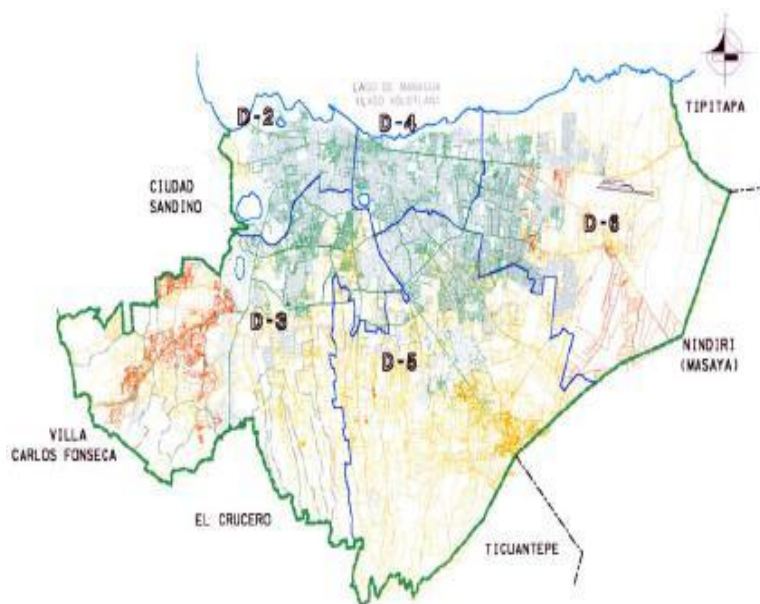 LAGO DE MANAGUA
D-2
D-4
TIPITAPA
CIUDAD
SANDINO
D-6
D-3
D-5
NINDIRI
(MASAYA)
VILLA
CARLOS FONSECA
EL CRUCERO
TICUANTEPE